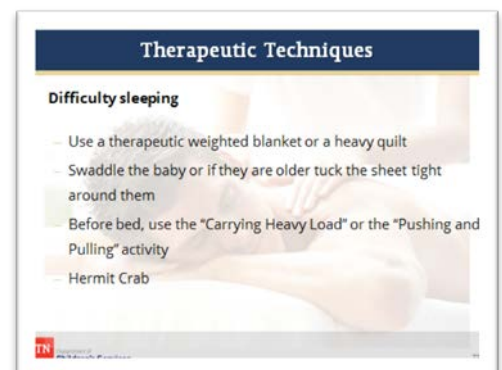 Therapeutic Techniques
Difficulty sleeping
– Use a therapeutic weighted blanket or a heavy quilt
– Swaddle the baby or if they are older tuck the sheet tight
around them
– Before bed, use the “Carrying Heavy Load” or the “Pushing and
Pulling” activity
– Hermit Crab
TN